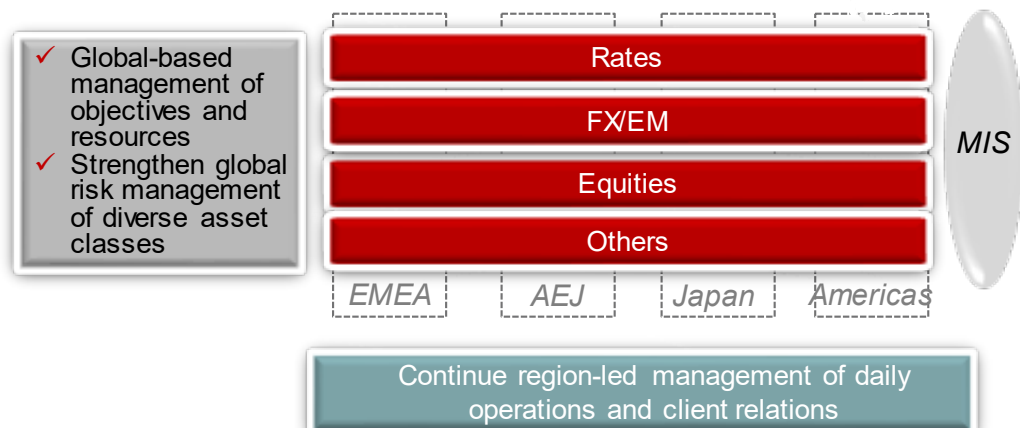 ✓ Global-based
management of
objectives and
resources
✓ Strengthen global
risk management
of diverse asset
classes
Rates
FX/EM
Equities
Others
MIS
EMEA
AEJ
Japan
Americas
Continue region-led management of daily
operations and client relations